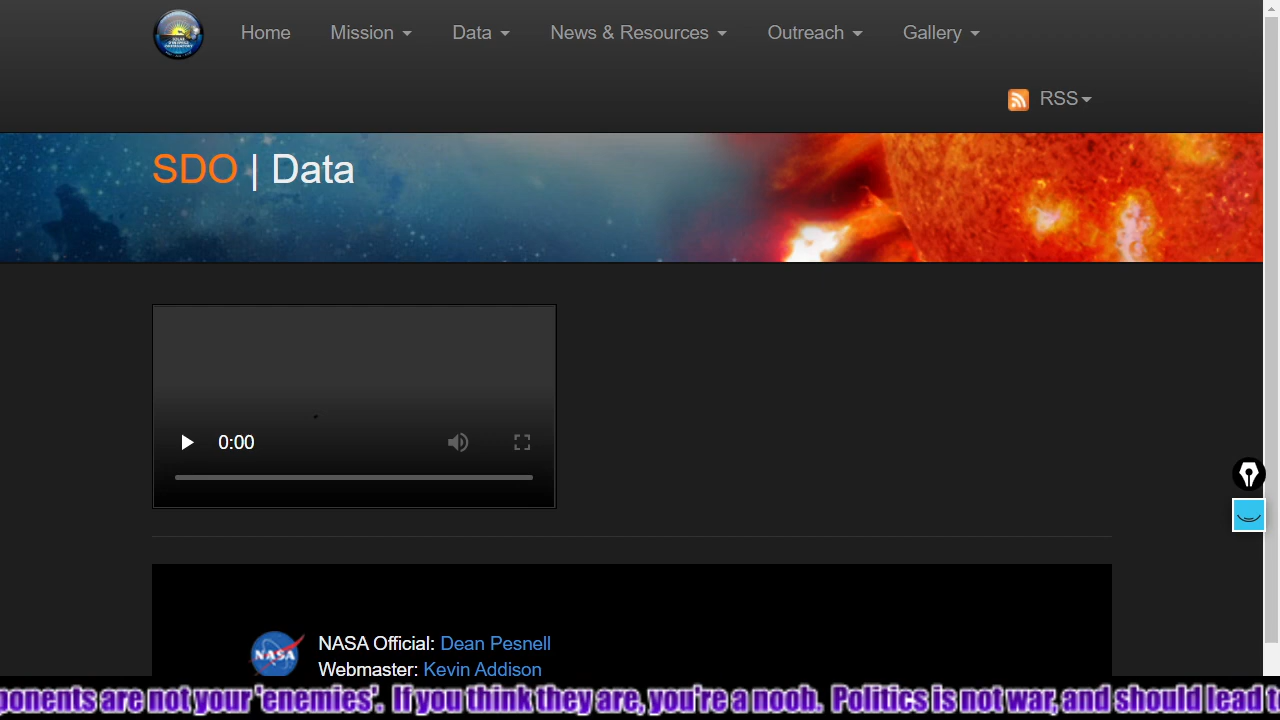 Home Mission Data News & Resources Outreach Gallery
RSS
SDO | Data
0:00
NASA
NASA Official: Dean Pesnell
Webmaster: Kevin Addison
ponents are not your 'enemies'. If you think they are, you're a noob. Politics is not war, and should lead t